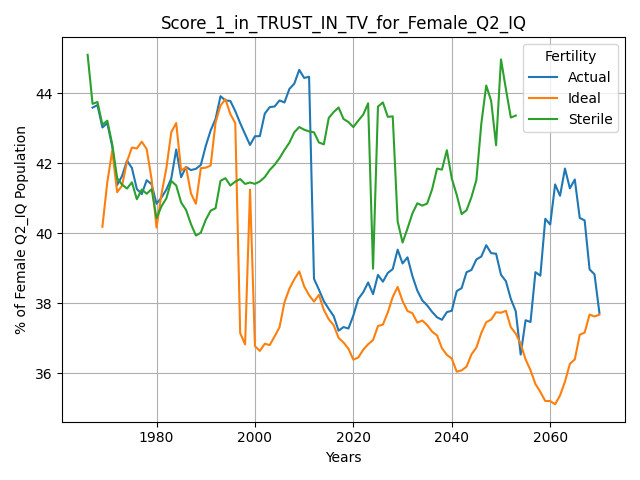 Score_1_in_TRUST_IN_TV_for_Female_Q2_IQ
Fertility
Actual
Ideal
Sterile
% of Female Q2_IQ Population
44
42
40
38
36
1980
2000
2020
2040
2060
Years